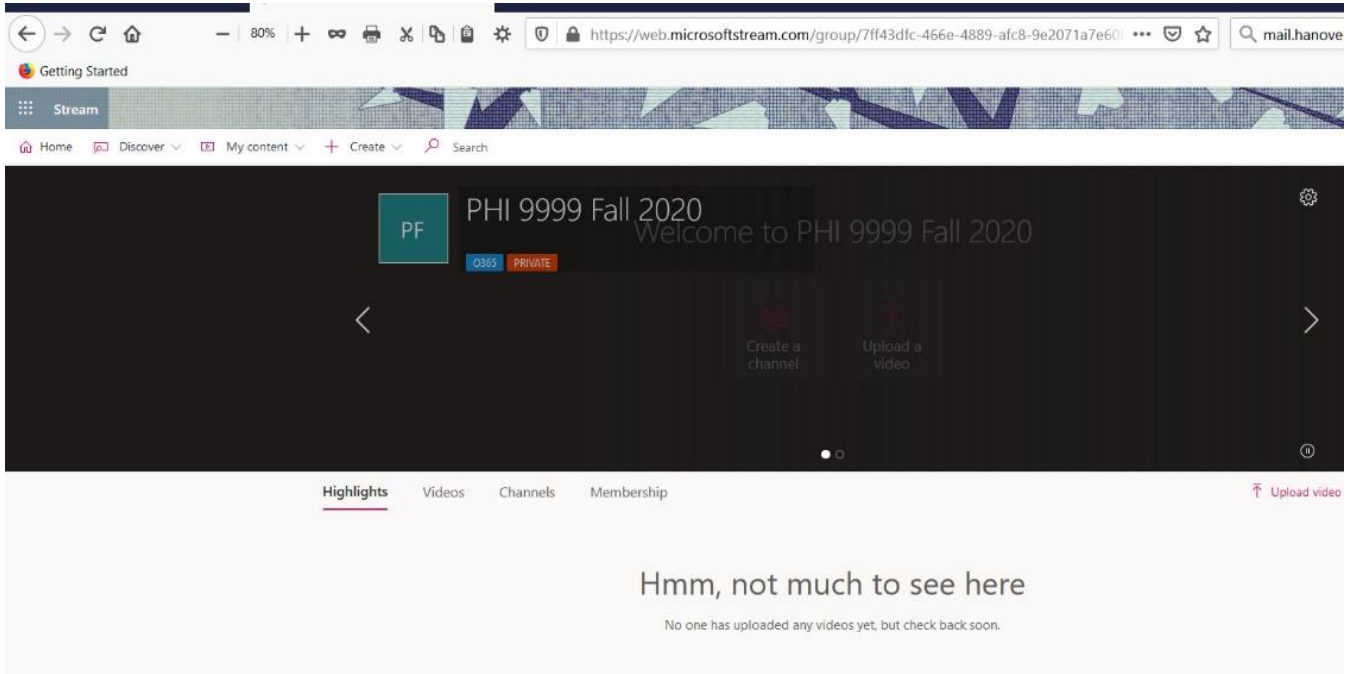 80%
https://web.microsoftstream.com/group/7ff43dfc-466e-4889-afc8-9e2071a7e60
mail.hanove
Getting Started
Stream
Home Discover My content Create Search
PF
PHI 9999 Fall 2020
Welcome to PHI 9999 Fall 2020
O365 PRIVATE
Create a Upload a
channel video
Highlights Videos Channels Membership Upload video
Hmm, not much to see here
No one has uploaded any videos yet, but check back soon.